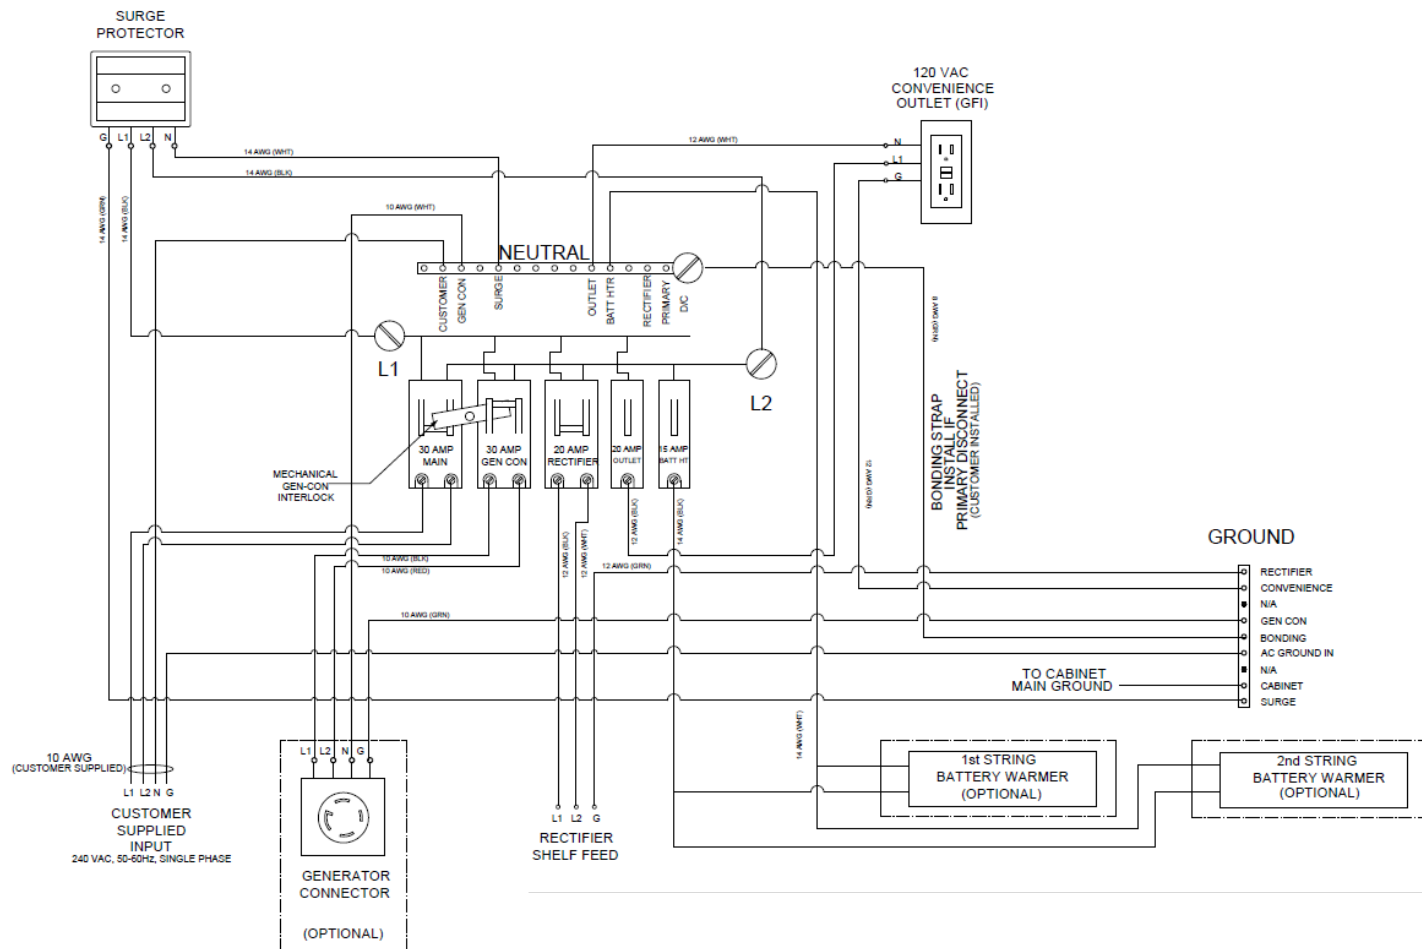 SURGE
PROTECTOR
G L1 L2 N
14 AWG (GRN)
14 AWG (BLK)
14 AWG (WHT)
14 AWG (BLK)
10 AWG (WHT)
12 AWG (WHT)
120 VAC
CONVENIENCE
OUTLET (GFI)
N
L1
G
NEUTRAL
CUSTOMER
GEN CON
SURGE
OUTLET
BATT HTR
RECTIFIER
PRIMARY
D/C
L1
L2
30 AMP
MAIN
30 AMP
GEN CON
20 AMP
RECTIFIER
20 AMP
OUTLET
15 AMP
BATT HT
MECHANICAL
GEN-CON
INTERLOCK
10 AWG (BLK)
10 AWG (RED)
12 AWG (BLK)
12 AWG (WHT)
12 AWG (BLK)
14 AWG (BLK)
12 AWG (GRN)
10 AWG (GRN)
12 AWG (GRN)
AWG (GRN)
BONDING STRAP
INSTALL IF
PRIMARY DISCONNECT
(CUSTOMER INSTALLED)
GROUND
RECTIFIER
CONVENIENCE
N/A
GEN CON
BONDING
AC GROUND IN
N/A
CABINET
SURGE
TO CABINET
MAIN GROUND
14 AWG (WHT)
10 AWG
(CUSTOMER SUPPLIED)
L1 L2 N G
CUSTOMER
SUPPLIED
INPUT
240 VAC, 50-60Hz, SINGLE PHASE
L1 L2 N G
GENERATOR
CONNECTOR
(OPTIONAL)
L1 L2 G
RECTIFIER
SHELF FEED
1st STRING
BATTERY WARMER
(OPTIONAL)
2nd STRING
BATTERY WARMER
(OPTIONAL)